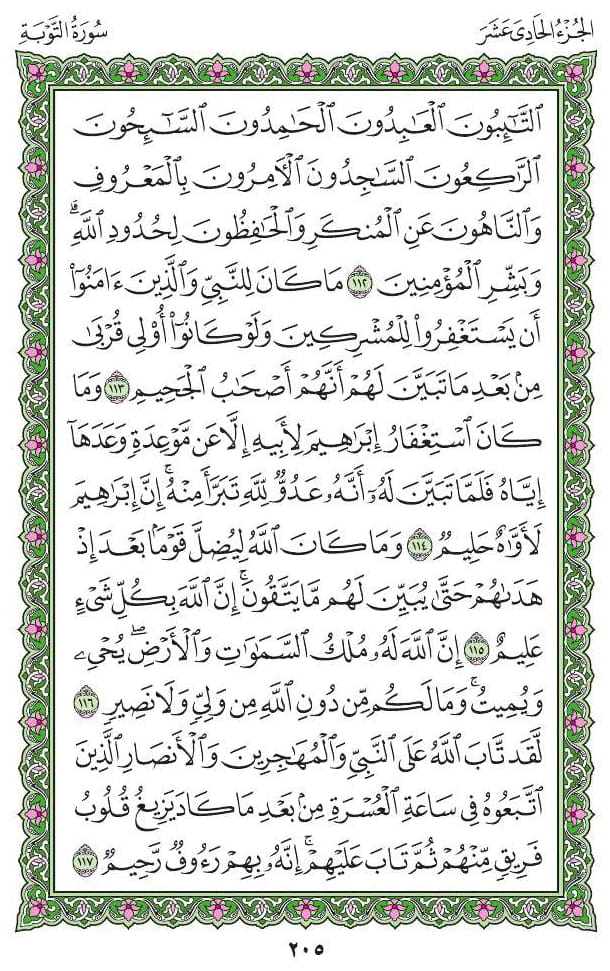 الجُزْءُ الحَادِي عَشَرَ
سُورَةُ التَّوْبَةِ
ٱلتَّٰٓئِبُونَ ٱلْعَٰبِدُونَ ٱلْحَٰمِدُونَ ٱلسَّٰٓئِحُونَ
ٱلرَّٰكِعُونَ ٱلسَّٰجِدُونَ ٱلْءَامِرُونَ بِٱلْمَعْرُوفِ
وَٱلنَّاهُونَ عَنِ ٱلْمُنكَرِ وَٱلْحَٰفِظُونَ لِحُدُودِ ٱللَّهِۗ
وَبَشِّرِ ٱلْمُؤْمِنِينَ ١١٢ مَا كَانَ لِلنَّبِيِّ وَٱلَّذِينَ ءَامَنُوٓا۟
أَن يَسْتَغْفِرُوا۟ لِلْمُشْرِكِينَ وَلَوْ كَانُوٓا۟ أُو۟لِى قُرْبَىٰ
مِنۢ بَعْدِ مَا تَبَيَّنَ لَهُمْ أَنَّهُمْ أَصْحَٰبُ ٱلْجَحِيمِ ١١٣ وَمَا
كَانَ ٱسْتِغْفَارُ إِبْرَٰهِيمَ لِأَبِيهِ إِلَّا عَن مَّوْعِدَةٍ وَعَدَهَآ
إِيَّاهُ فَلَمَّا تَبَيَّنَ لَهُۥٓ أَنَّهُۥ عَدُوٌّ لِّلَّهِ تَبَرَّأَ مِنْهُۚ إِنَّ إِبْرَٰهِيمَ
لَأَوَّٰهٌ حَلِيمٌ ١١٤ وَمَا كَانَ ٱللَّهُ لِيُضِلَّ قَوْمًۢا بَعْدَ إِذْ
هَدَىٰهُمْ حَتَّىٰ يُبَيِّنَ لَهُم مَّا يَتَّقُونَۚ إِنَّ ٱللَّهَ بِكُلِّ شَىْءٍ
عَلِيمٌ ١١٥ إِنَّ ٱللَّهَ لَهُۥ مُلْكُ ٱلسَّمَٰوَٰتِ وَٱلْأَرْضِۖ يُحْىِۦ
وَيُمِيتُۚ وَمَا لَكُم مِّن دُونِ ٱللَّهِ مِن وَلِىٍّ وَلَا نَصِيرٍ ١١٦
لَّقَد تَّابَ ٱللَّهُ عَلَى ٱلنَّبِىِّ وَٱلْمُهَٰجِرِينَ وَٱلْأَنصَارِ ٱلَّذِينَ
ٱتَّبَعُوهُ فِى سَاعَةِ ٱلْعُسْرَةِ مِنۢ بَعْدِ مَا كَادَ يَزِيغُ قُلُوبُ
فَرِيقٍ مِّنْهُمْ ثُمَّ تَابَ عَلَيْهِمْۚ إِنَّهُۥ بِهِمْ رَءُوفٌ رَّحِيمٌ ١١٧
٢٠٥